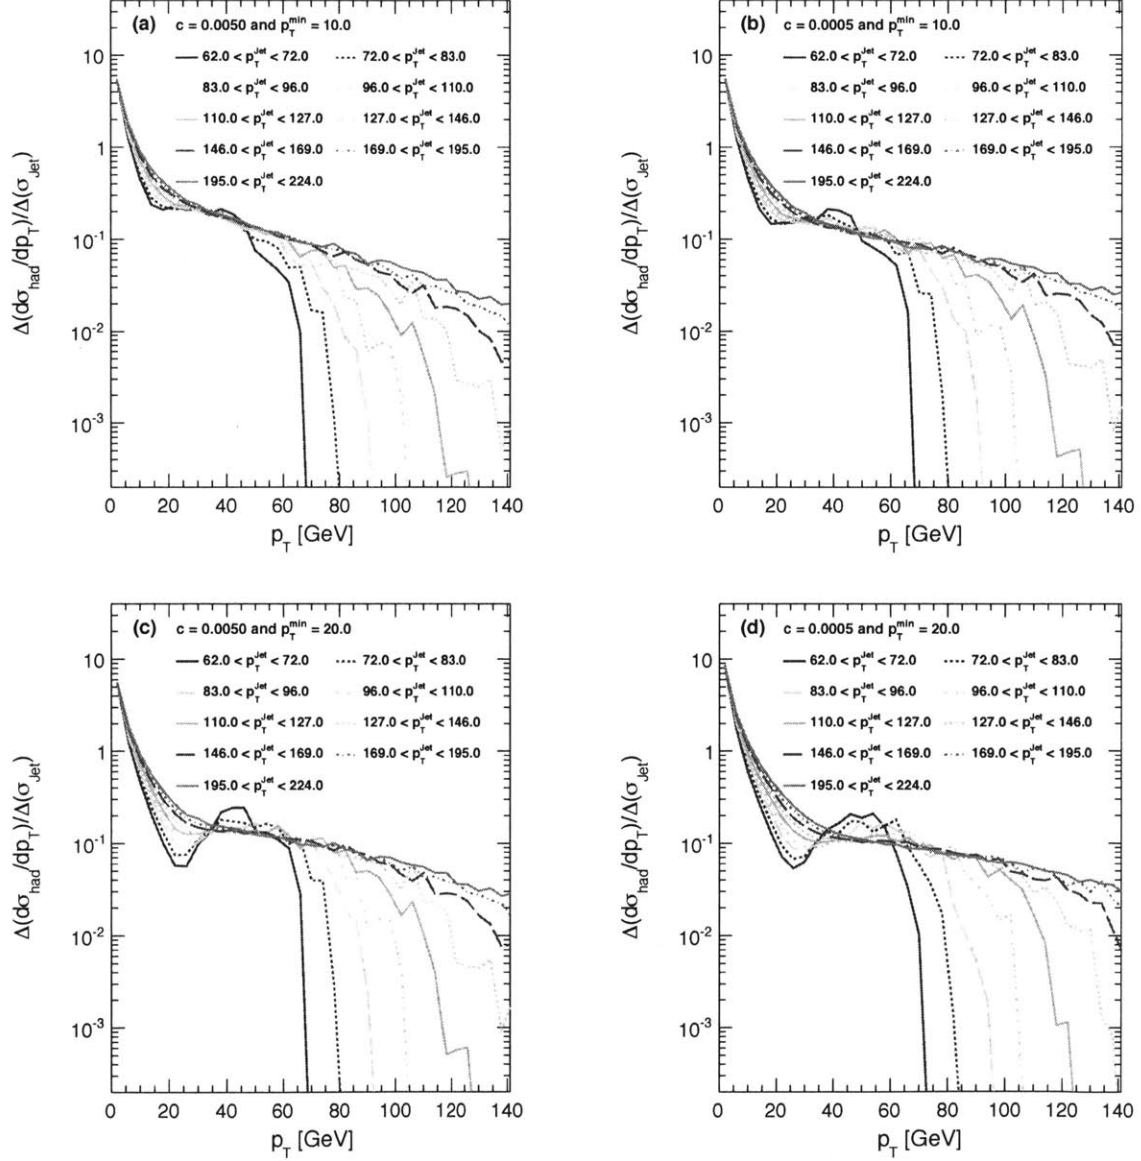 (a) c = 0.0050 and p_T^min = 10.0
62.0 < p_T^Jet < 72.0 72.0 < p_T^Jet < 83.0
83.0 < p_T^Jet < 96.0 96.0 < p_T^Jet < 110.0
110.0 < p_T^Jet < 127.0 127.0 < p_T^Jet < 146.0
146.0 < p_T^Jet < 169.0 169.0 < p_T^Jet < 195.0
195.0 < p_T^Jet < 224.0
Δ(dσ_had/dp_T)/Δ(σ_Jet)
10
1
10^-1
10^-2
10^-3
0 20 40 60 80 100 120 140
p_T [GeV]
(b) c = 0.0005 and p_T^min = 10.0
62.0 < p_T^Jet < 72.0 72.0 < p_T^Jet < 83.0
83.0 < p_T^Jet < 96.0 96.0 < p_T^Jet < 110.0
110.0 < p_T^Jet < 127.0 127.0 < p_T^Jet < 146.0
146.0 < p_T^Jet < 169.0 169.0 < p_T^Jet < 195.0
195.0 < p_T^Jet < 224.0
Δ(dσ_had/dp_T)/Δ(σ_Jet)
10
1
10^-1
10^-2
10^-3
0 20 40 60 80 100 120 140
p_T [GeV]
(c) c = 0.0050 and p_T^min = 20.0
62.0 < p_T^Jet < 72.0 72.0 < p_T^Jet < 83.0
83.0 < p_T^Jet < 96.0 96.0 < p_T^Jet < 110.0
110.0 < p_T^Jet < 127.0 127.0 < p_T^Jet < 146.0
146.0 < p_T^Jet < 169.0 169.0 < p_T^Jet < 195.0
195.0 < p_T^Jet < 224.0
Δ(dσ_had/dp_T)/Δ(σ_Jet)
10
1
10^-1
10^-2
10^-3
0 20 40 60 80 100 120 140
p_T [GeV]
(d) c = 0.0005 and p_T^min = 20.0
62.0 < p_T^Jet < 72.0 72.0 < p_T^Jet < 83.0
83.0 < p_T^Jet < 96.0 96.0 < p_T^Jet < 110.0
110.0 < p_T^Jet < 127.0 127.0 < p_T^Jet < 146.0
146.0 < p_T^Jet < 169.0 169.0 < p_T^Jet < 195.0
195.0 < p_T^Jet < 224.0
Δ(dσ_had/dp_T)/Δ(σ_Jet)
10
1
10^-1
10^-2
10^-3
0 20 40 60 80 100 120 140
p_T [GeV]